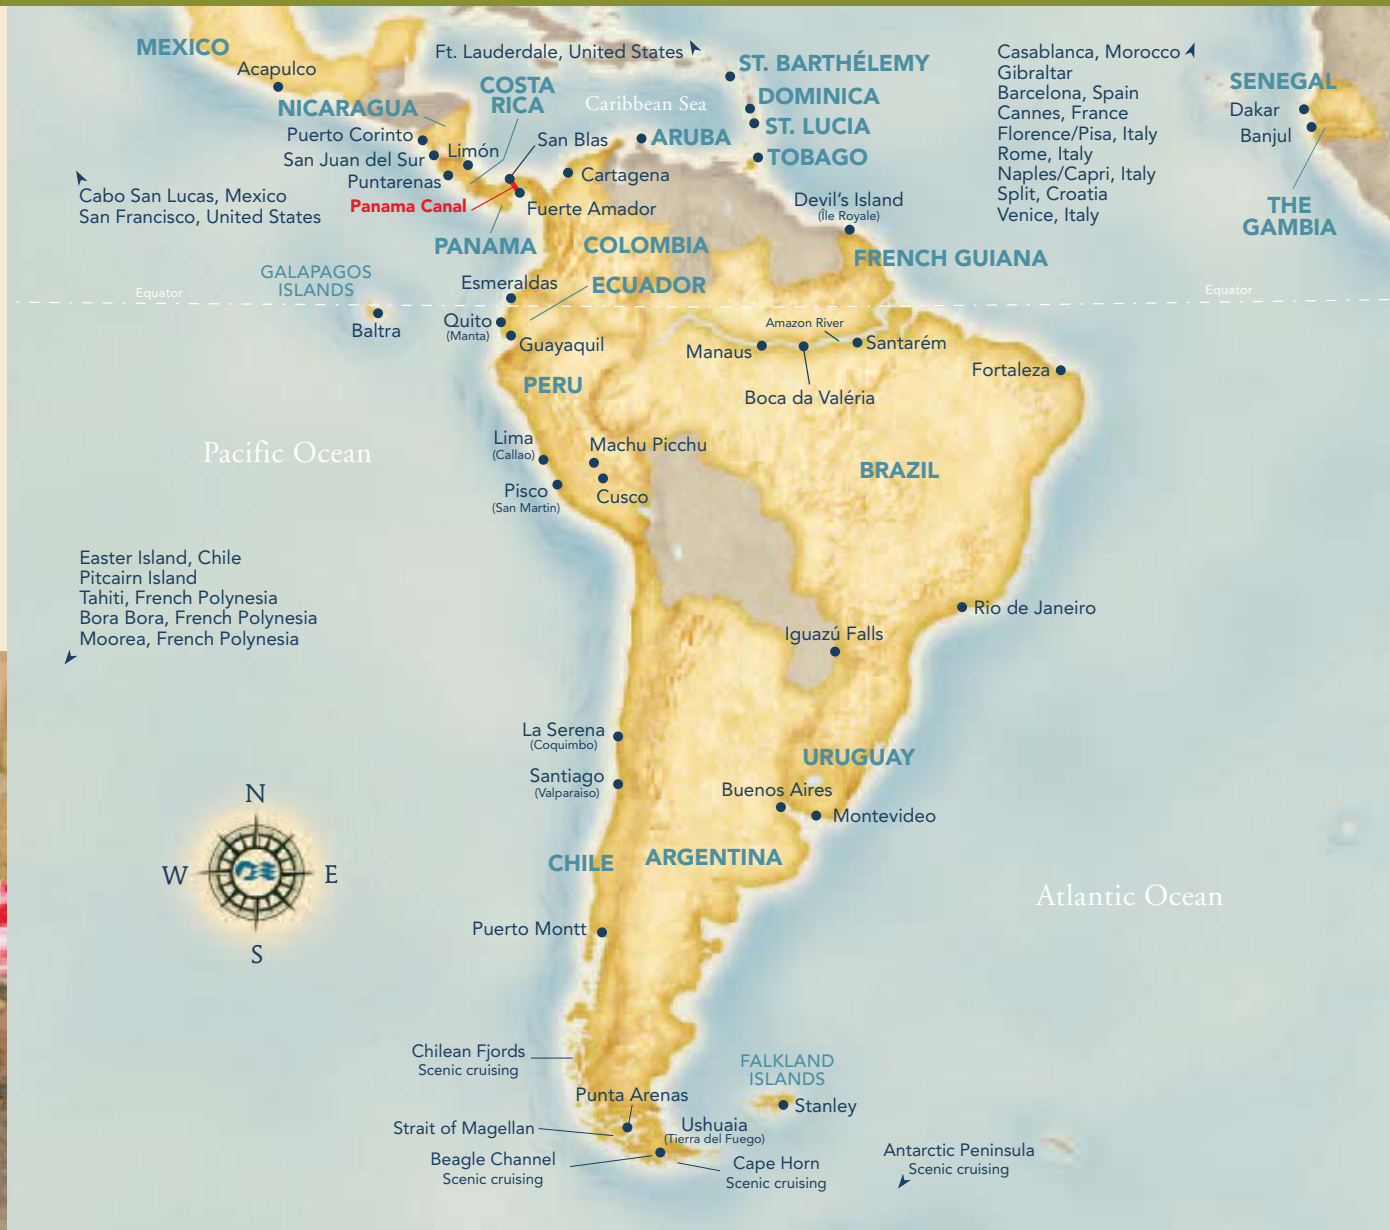 MEXICO
Acapulco
Ft. Lauderdale, United States
COSTA
RICA
NICARAGUA
Caribbean Sea
ST. BARTHÉLEMY
DOMINICA
ST. LUCIA
ARUBA
TOBAGO
Casablanca, Morocco
Gibraltar
Barcelona, Spain
Cannes, France
Florence/Pisa, Italy
Rome, Italy
Naples/Capri, Italy
Split, Croatia
Venice, Italy
SENEGAL
Dakar
Banjul
THE
GAMBIA
Puerto Corinto
San Juan del Sur
Limón
San Blas
Puntarenas
Cartagena
Panama Canal
Fuerte Amador
Cabo San Lucas, Mexico
San Francisco, United States
Devil's Island
(Île Royale)
PANAMA
COLOMBIA
FRENCH GUIANA
GALAPAGOS
ISLANDS
Esmeraldas
ECUADOR
Equator
Equator
Baltra
Quito
(Manta)
Guayaquil
Amazon River
Manaus
Santarém
Boca da Valéria
Fortaleza
PERU
Pacific Ocean
Lima
(Callao)
Machu Picchu
Pisco
(San Martin)
Cusco
BRAZIL
Easter Island, Chile
Pitcairn Island
Tahiti, French Polynesia
Bora Bora, French Polynesia
Moorea, French Polynesia
Rio de Janeiro
Iguazú Falls
La Serena
(Coquimbo)
Santiago
(Valparaiso)
URUGUAY
Buenos Aires
Montevideo
N
W
E
S
CHILE
ARGENTINA
Atlantic Ocean
Puerto Montt
Chilean Fjords
Scenic cruising
FALKLAND
ISLANDS
Punta Arenas
Stanley
Strait of Magellan
Ushuaia
(Tierra del Fuego)
Beagle Channel
Scenic cruising
Cape Horn
Scenic cruising
Antarctic Peninsula
Scenic cruising